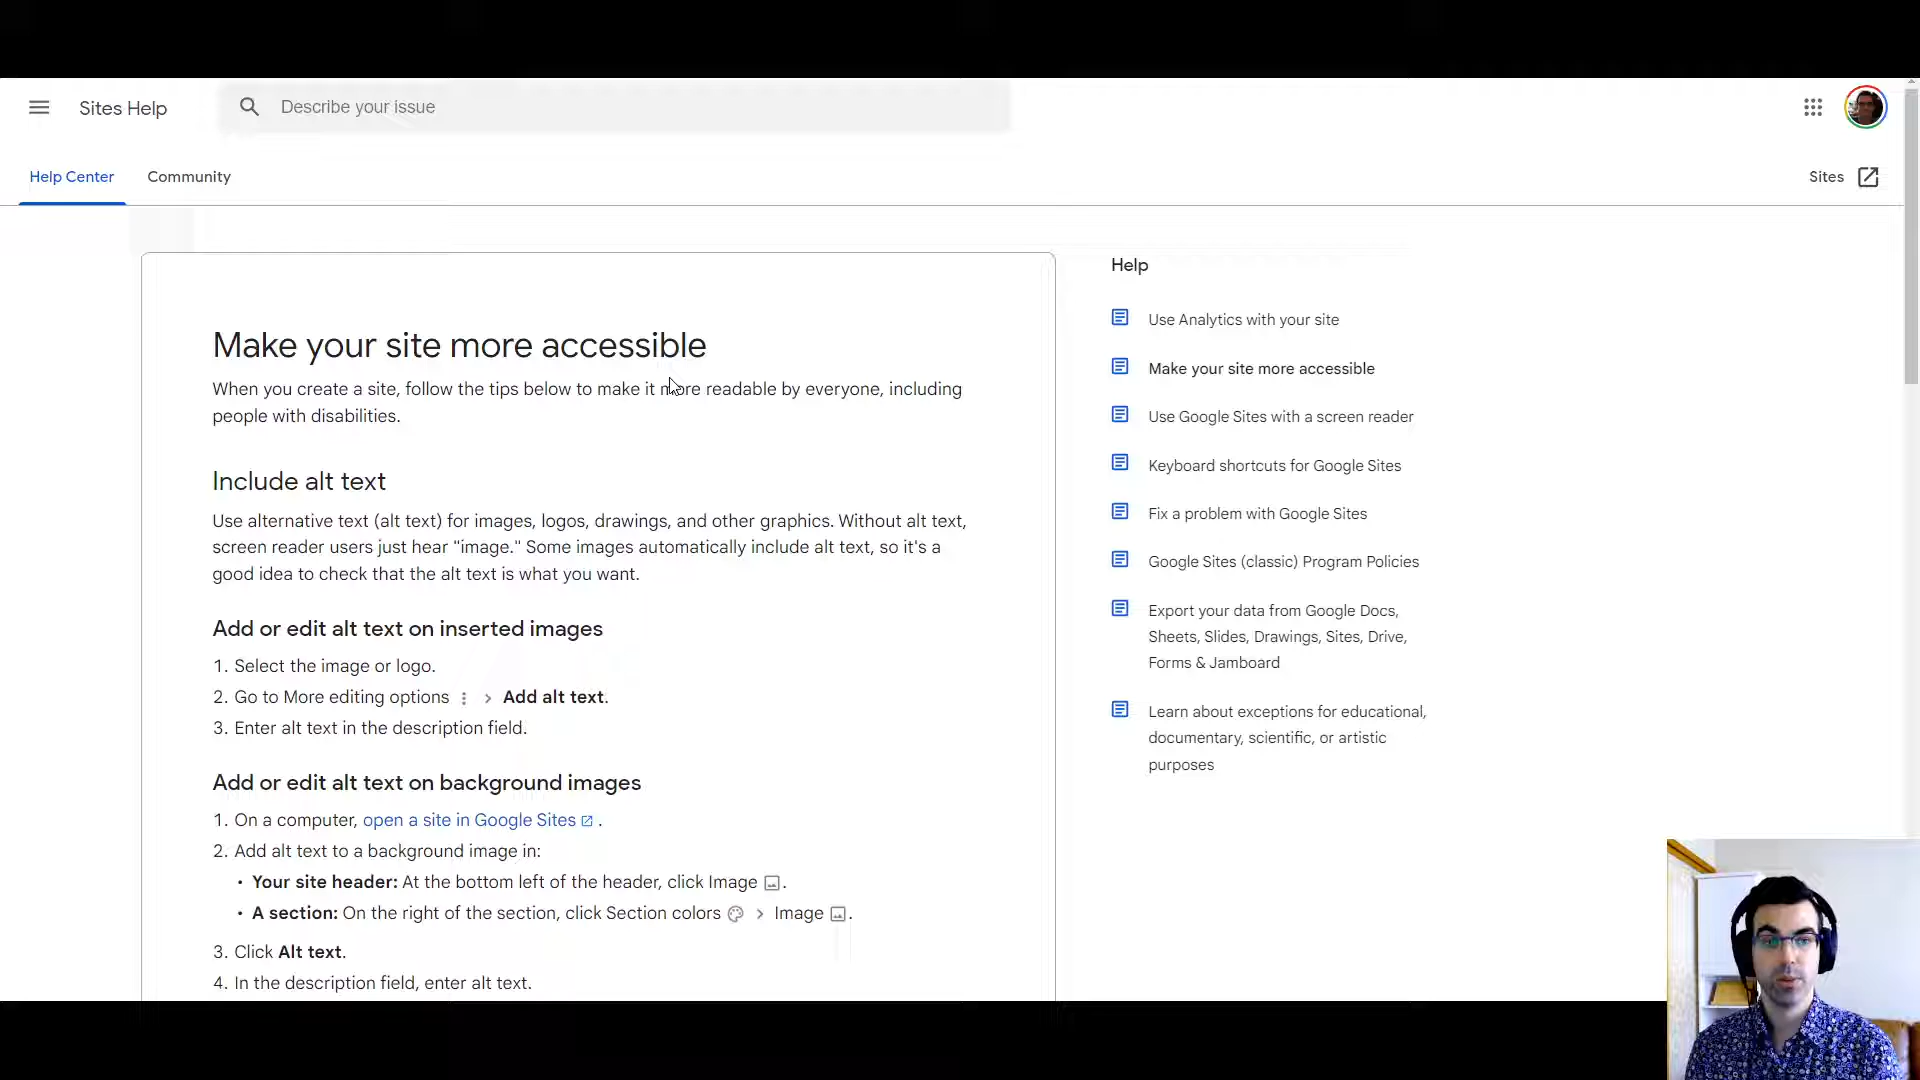 Sites Help
Describe your issue
Help Center
Community
Sites
Make your site more accessible
When you create a site, follow the tips below to make it more readable by everyone, including
people with disabilities.
Include alt text
Use alternative text (alt text) for images, logos, drawings, and other graphics. Without alt text,
screen reader users just hear "image." Some images automatically include alt text, so it's a
good idea to check that the alt text is what you want.
Add or edit alt text on inserted images
1. Select the image or logo.
2. Go to More editing options > Add alt text.
3. Enter alt text in the description field.
Add or edit alt text on background images
1. On a computer, open a site in Google Sites .
2. Add alt text to a background image in:
• Your site header: At the bottom left of the header, click Image .
• A section: On the right of the section, click Section colors > Image .
3. Click Alt text.
4. In the description field, enter alt text.
Help
Use Analytics with your site
Make your site more accessible
Use Google Sites with a screen reader
Keyboard shortcuts for Google Sites
Fix a problem with Google Sites
Google Sites (classic) Program Policies
Export your data from Google Docs,
Sheets, Slides, Drawings, Sites, Drive,
Forms & Jamboard
Learn about exceptions for educational,
documentary, scientific, or artistic
purposes